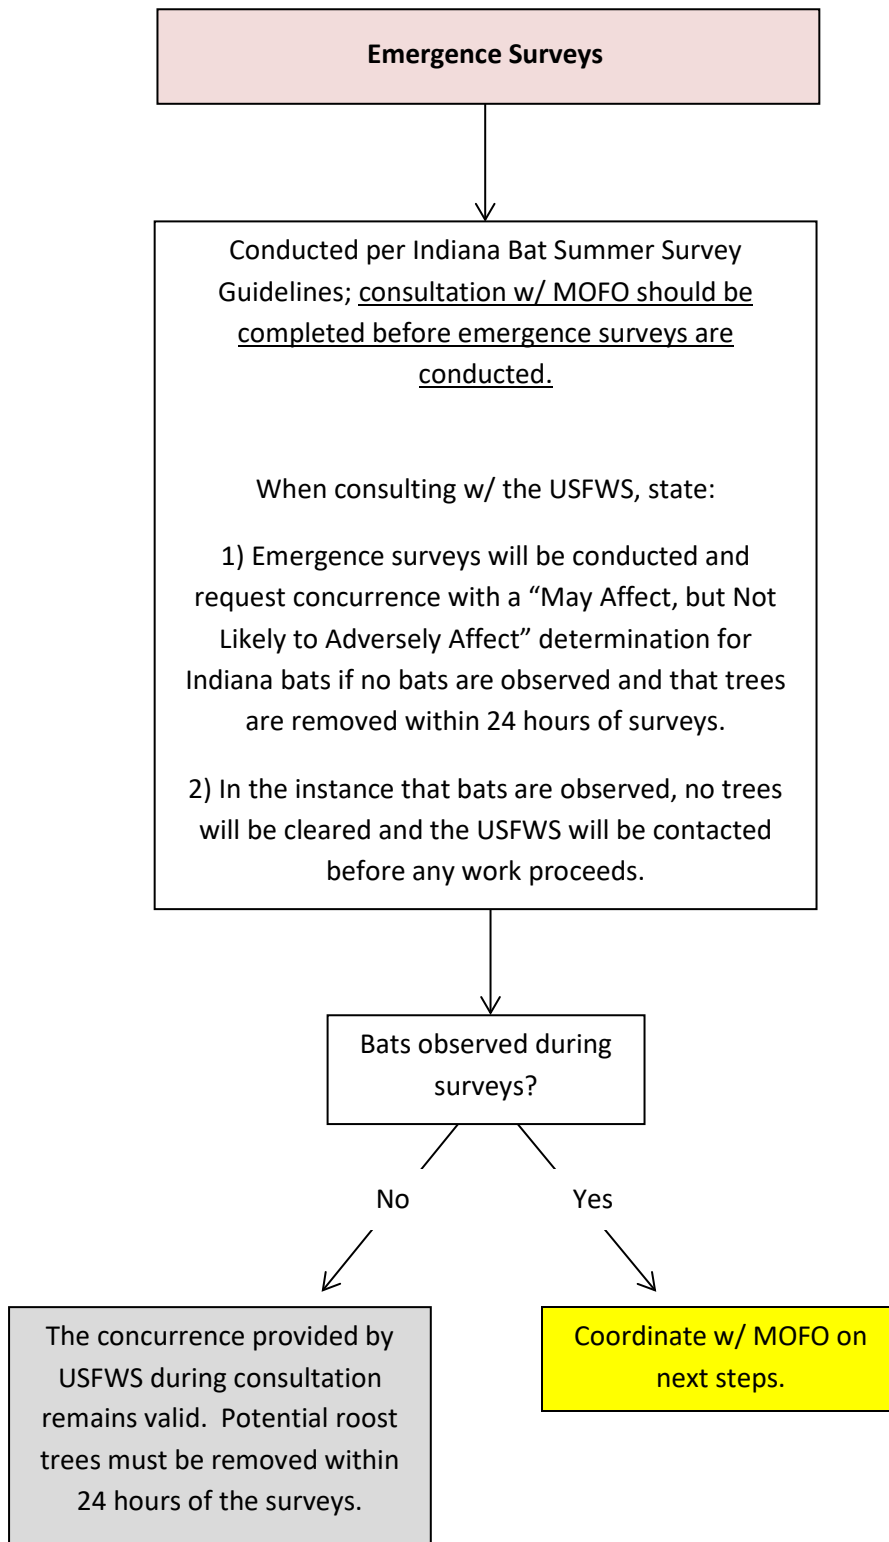 Emergence Surveys
Conducted per Indiana Bat Summer Survey
Guidelines; consultation w/ MOFO should be
completed before emergence surveys are
conducted.
When consulting w/ the USFWS, state:
1) Emergence surveys will be conducted and
request concurrence with a “May Affect, but Not
Likely to Adversely Affect” determination for
Indiana bats if no bats are observed and that trees
are removed within 24 hours of surveys.
2) In the instance that bats are observed, no trees
will be cleared and the USFWS will be contacted
before any work proceeds.
Bats observed during
surveys?
No
Yes
The concurrence provided by
USFWS during consultation
remains valid.  Potential roost
trees must be removed within
24 hours of the surveys.
Coordinate w/ MOFO on
next steps.